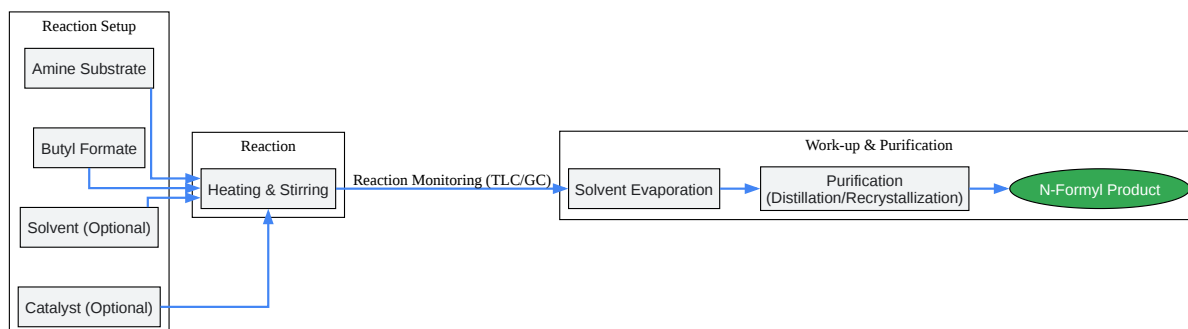 Reaction Setup
Amine Substrate
Butyl Formate
Solvent (Optional)
Catalyst (Optional)
Reaction
Heating & Stirring
Reaction Monitoring (TLC/GC)
Work-up & Purification
Solvent Evaporation
Purification
(Distillation/Recrystallization)
N-Formyl Product